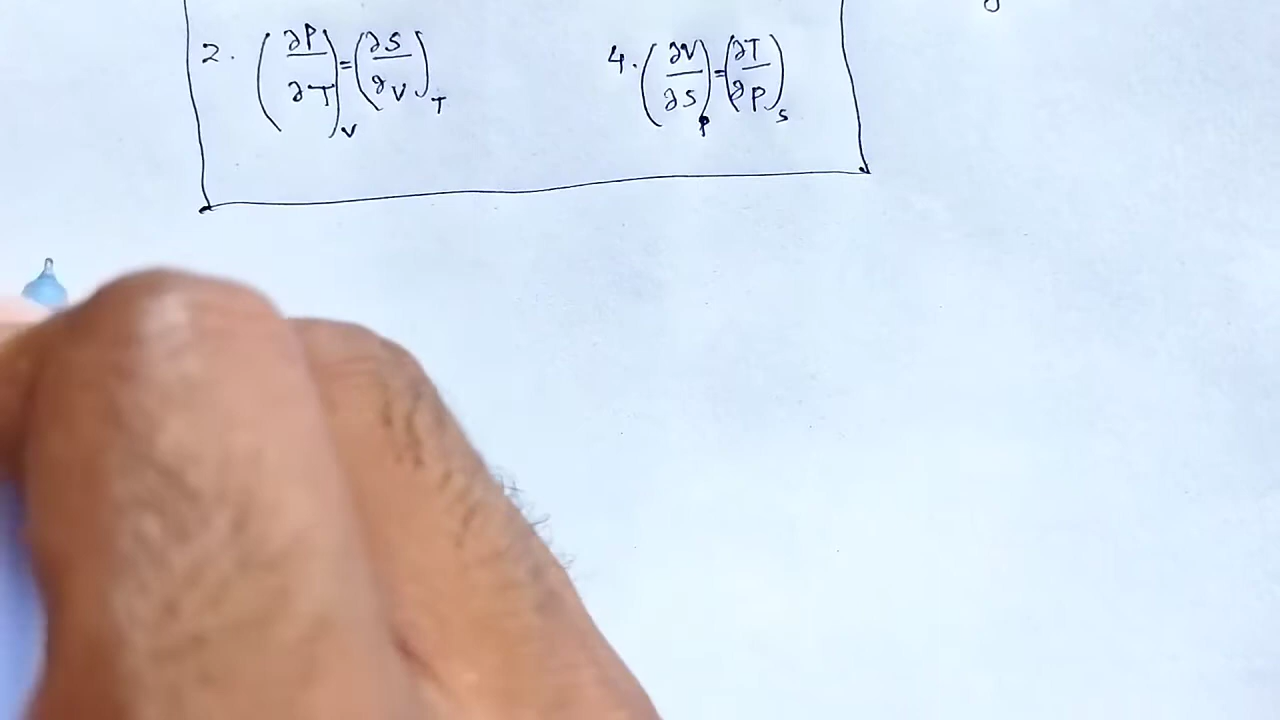 2. (∂P/∂T)_V = (∂S/∂V)_T
4. (∂V/∂S)_P = (∂T/∂P)_S